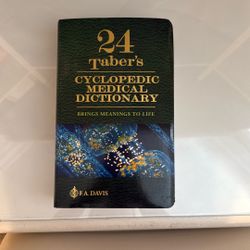 24
Taber's
CYCLOPEDIC
MEDICAL
DICTIONARY
BRINGS MEANINGS TO LIFE
F.A. DAVIS